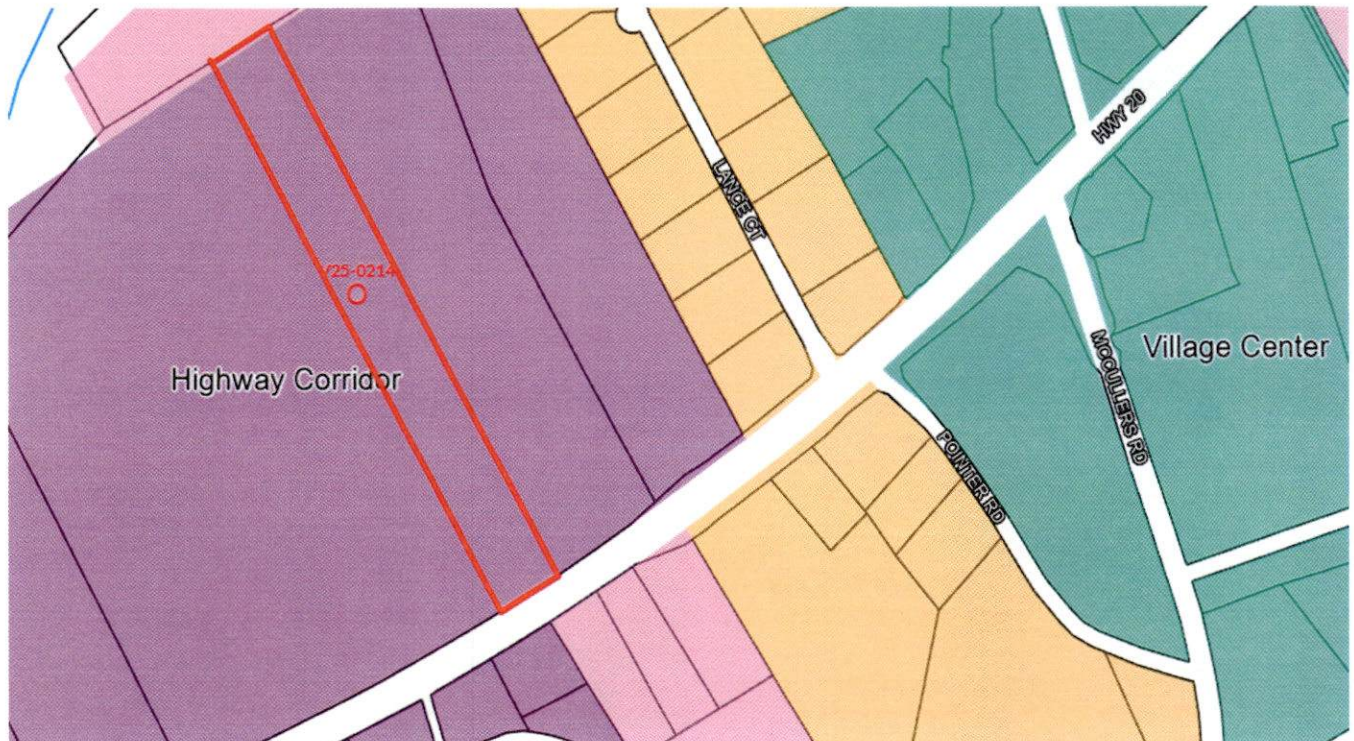 HWY 20
LANCE CT
V25-0214
Village Center
MCCULLERS RD
Highway Corridor
POINTER RD